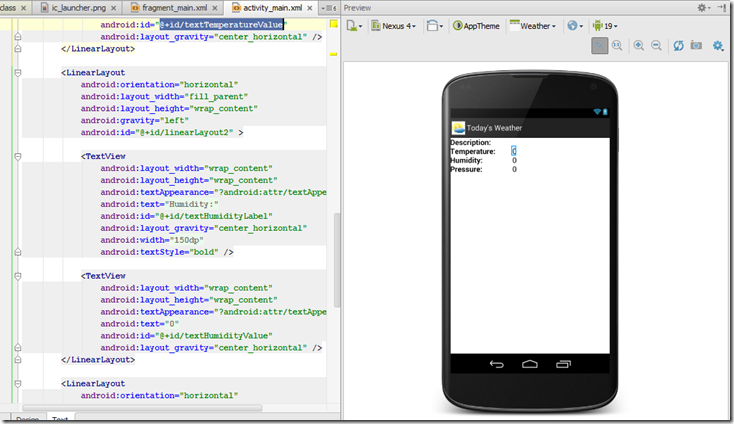 class ic_launcher.png fragment_main.xml activity_main.xml
Preview
android:id="@+id/textTemperatureValue"
android:layout_gravity="center_horizontal" />
</LinearLayout>
<LinearLayout
android:orientation="horizontal"
android:layout_width="fill_parent"
android:layout_height="wrap_content"
android:gravity="left"
android:id="@+id/linearLayout2" >
<TextView
android:layout_width="wrap_content"
android:layout_height="wrap_content"
android:textAppearance="?android:attr/textAppe
android:text="Humidity:"
android:id="@+id/textHumidityLabel"
android:layout_gravity="center_horizontal"
android:width="150dp"
android:textStyle="bold" />
<TextView
android:layout_width="wrap_content"
android:layout_height="wrap_content"
android:textAppearance="?android:attr/textAppe
android:text="0"
android:id="@+id/textHumidityValue"
android:layout_gravity="center_horizontal" />
</LinearLayout>
<LinearLayout
android:orientation="horizontal"
Design Text
Nexus 4 AppTheme Weather 19
Today's Weather
Description:
Temperature: 0
Humidity: 0
Pressure: 0